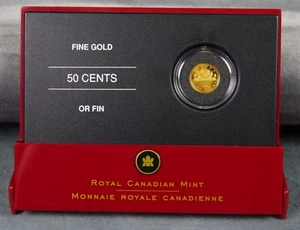 FINE GOLD
50 CENTS
OR FIN
ROYAL CANADIAN MINT
MONNAIE ROYALE CANADIENNE